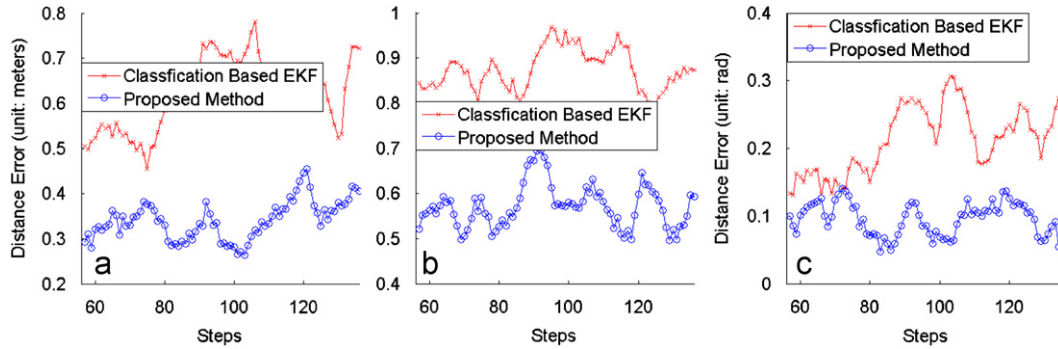 Distance Error (unit: meters)
0.8
0.7
0.6
0.5
0.4
0.3
0.2
Classfication Based EKF
Proposed Method
a
60
80
100
120
Steps
1
0.9
0.8
0.7
0.6
0.5
0.4
Classfication Based EKF
Proposed Method
b
60
80
100
120
Steps
Distance Error (unit: rad)
0.4
0.3
0.2
0.1
0
Classfication Based EKF
Proposed Method
c
60
80
100
120
Steps